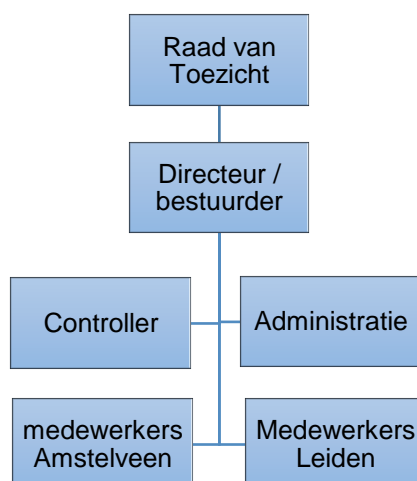 Raad van
Toezicht
Directeur /
bestuurder
Controller
Administratie
medewerkers
Amstelveen
Medewerkers
Leiden